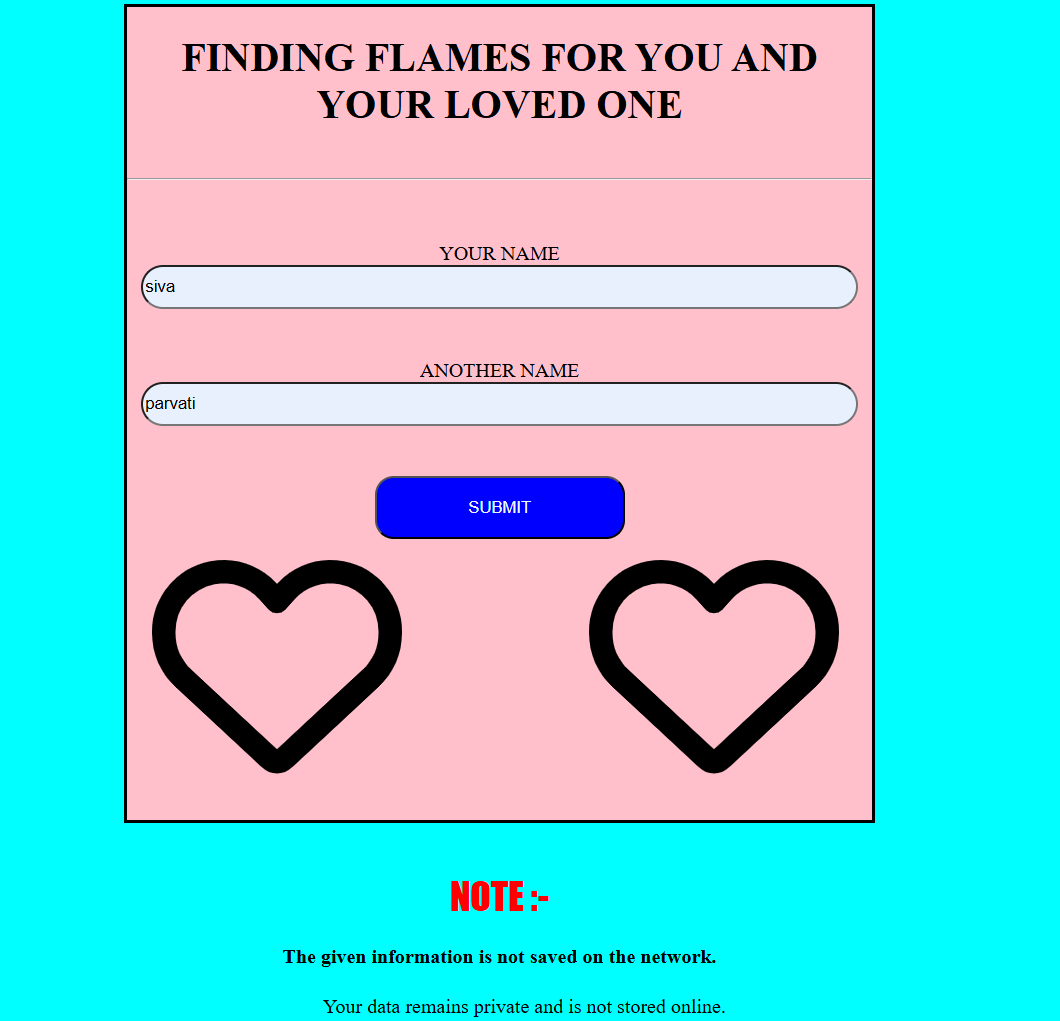 FINDING FLAMES FOR YOU AND
YOUR LOVED ONE
YOUR NAME
siva
ANOTHER NAME
parvati
SUBMIT
NOTE :-
The given information is not saved on the network.
Your data remains private and is not stored online.